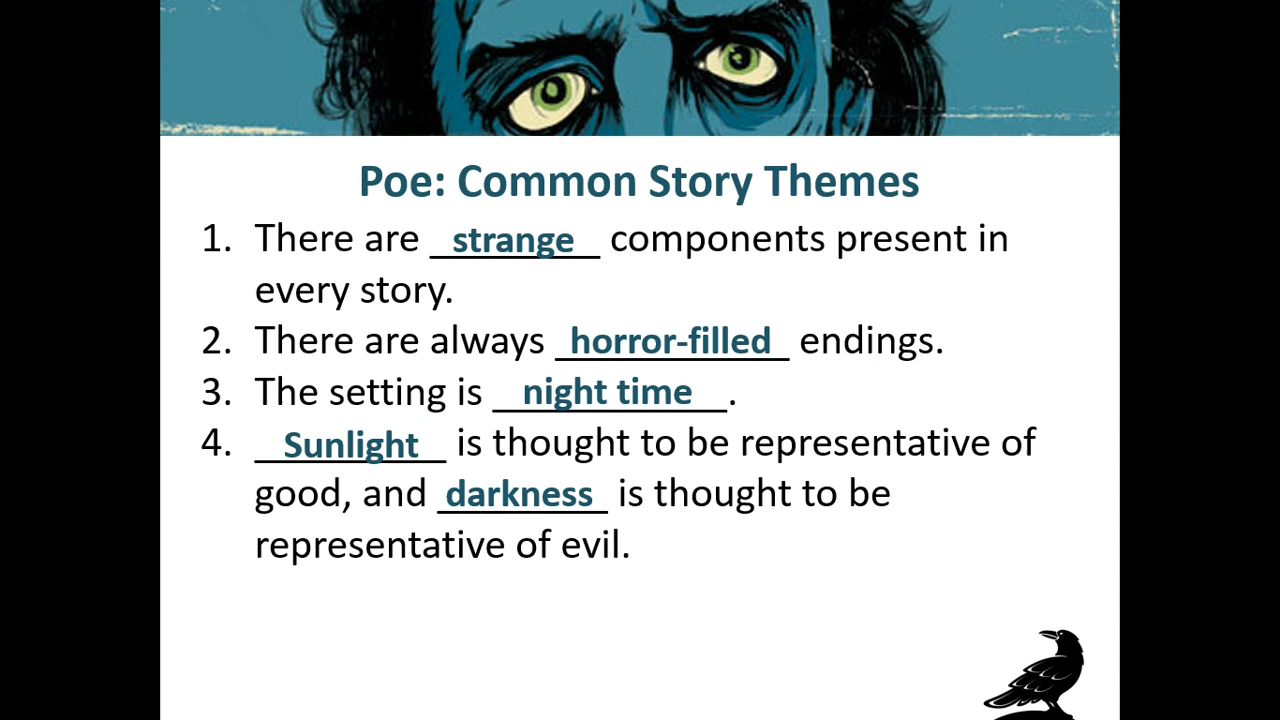 Poe: Common Story Themes
1. There are strange components present in
every story.
2. There are always horror-filled endings.
3. The setting is night time.
4. Sunlight is thought to be representative of
good, and darkness is thought to be
representative of evil.